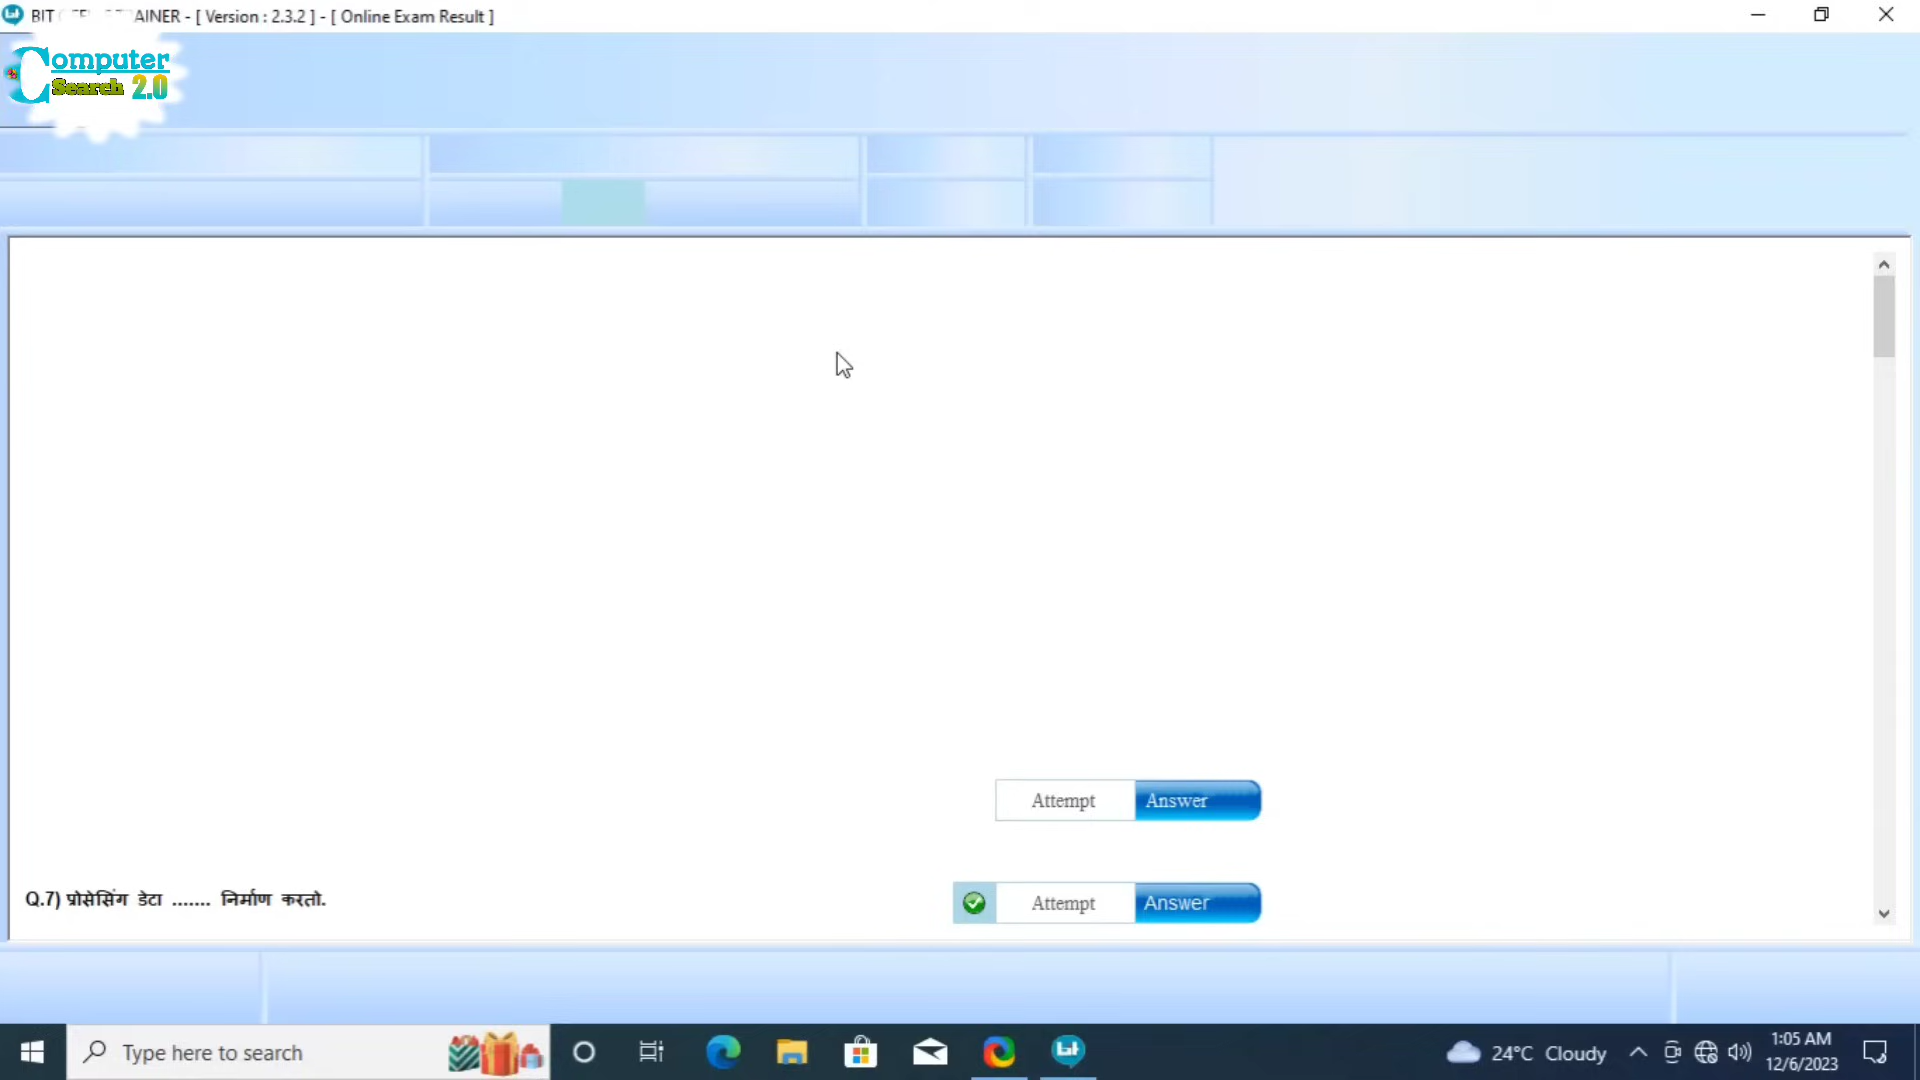 BIT AINER - [ Version : 2.3.2 ] - [ Online Exam Result ]
Computer
Search 2.0
Attempt Answer
Q.7) प्रोसेसिंग डेटा ....... निर्माण करतो. Attempt Answer
Type here to search
24°C Cloudy
1:05 AM
12/6/2023